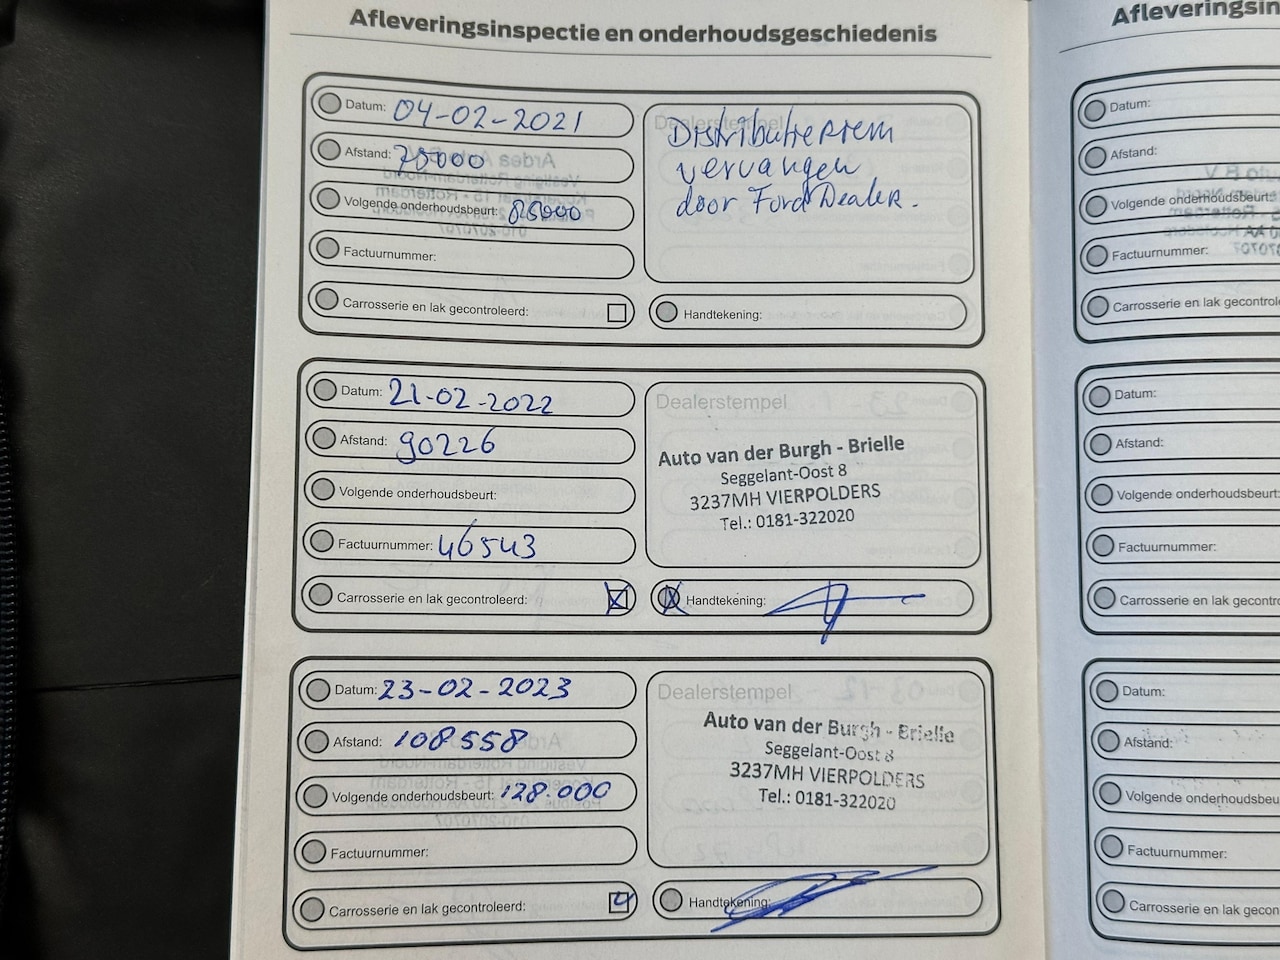 Afleveringsinspectie en onderhoudsgeschiedenis
Datum: 04-02-2021
Afstand: 75000
Volgende onderhoudsbeurt: 85000
Factuurnummer:
Carrosserie en lak gecontroleerd:
Dealerstempel
Distributieriem
vervangen
door Ford Dealer.
Handtekening:
Datum: 21-02-2022
Afstand: 90226
Volgende onderhoudsbeurt:
Factuurnummer: 46543
Carrosserie en lak gecontroleerd:
Dealerstempel
Auto van der Burgh - Brielle
Seggelant-Oost 8
3237MH VIERPOLDERS
Tel.: 0181-322020
Handtekening:
Datum: 23-02-2023
Afstand: 108558
Volgende onderhoudsbeurt: 128.000
Factuurnummer:
Carrosserie en lak gecontroleerd:
Dealerstempel
Auto van der Burgh - Brielle
Seggelant-Oost 8
3237MH VIERPOLDERS
Tel.: 0181-322020
Handtekening:
Afleveringsin
Datum:
Afstand:
Volgende onderhoudsbeurt:
Factuurnummer:
Carrosserie en lak gecontrol
Datum:
Afstand:
Volgende onderhoudsbeurt:
Factuurnummer:
Carrosserie en lak gecontro
Datum:
Afstand:
Volgende onderhoudsbeu
Factuurnummer:
Carrosserie en lak gecon